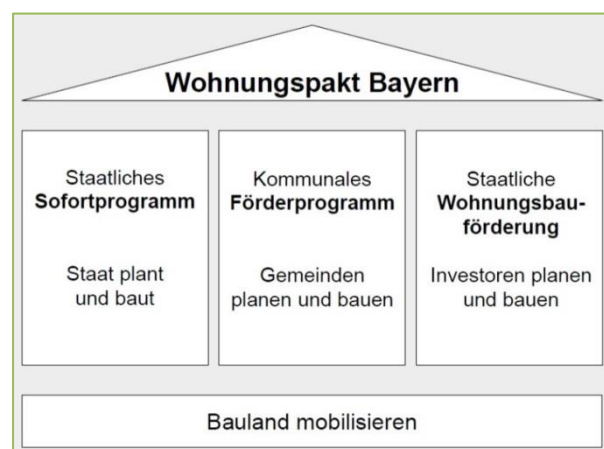 Wohnungspakt Bayern
Staatliches
Sofortprogramm
Staat plant
und baut
Kommunales
Förderprogramm
Gemeinden
planen und bauen
Staatliche
Wohnungsbau-
förderung
Investoren planen
und bauen
Bauland mobilisieren